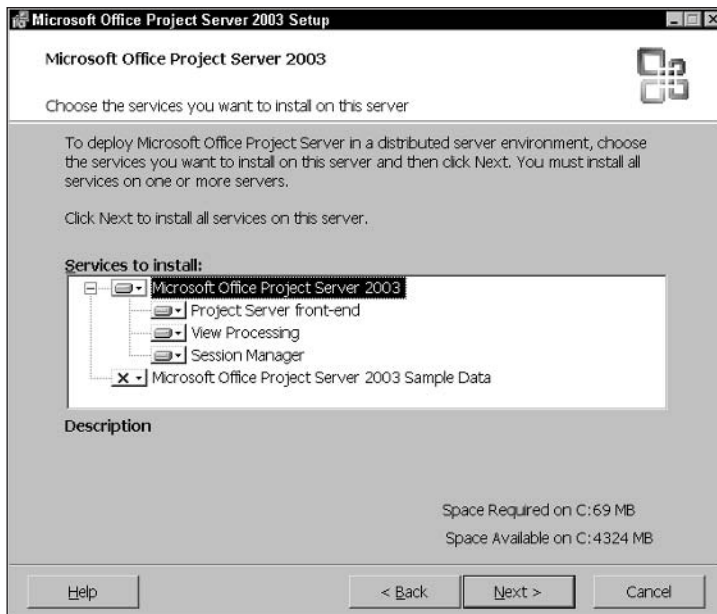 Microsoft Office Project Server 2003 Setup
Microsoft Office Project Server 2003
Choose the services you want to install on this server
To deploy Microsoft Office Project Server in a distributed server environment, choose
the services you want to install on this server and then click Next. You must install all
services on one or more servers.
Click Next to install all services on this server.
Services to install:
Microsoft Office Project Server 2003
Project Server front-end
View Processing
Session Manager
Microsoft Office Project Server 2003 Sample Data
Description
Space Required on C:69 MB
Space Available on C:4324 MB
Help
< Back
Next >
Cancel